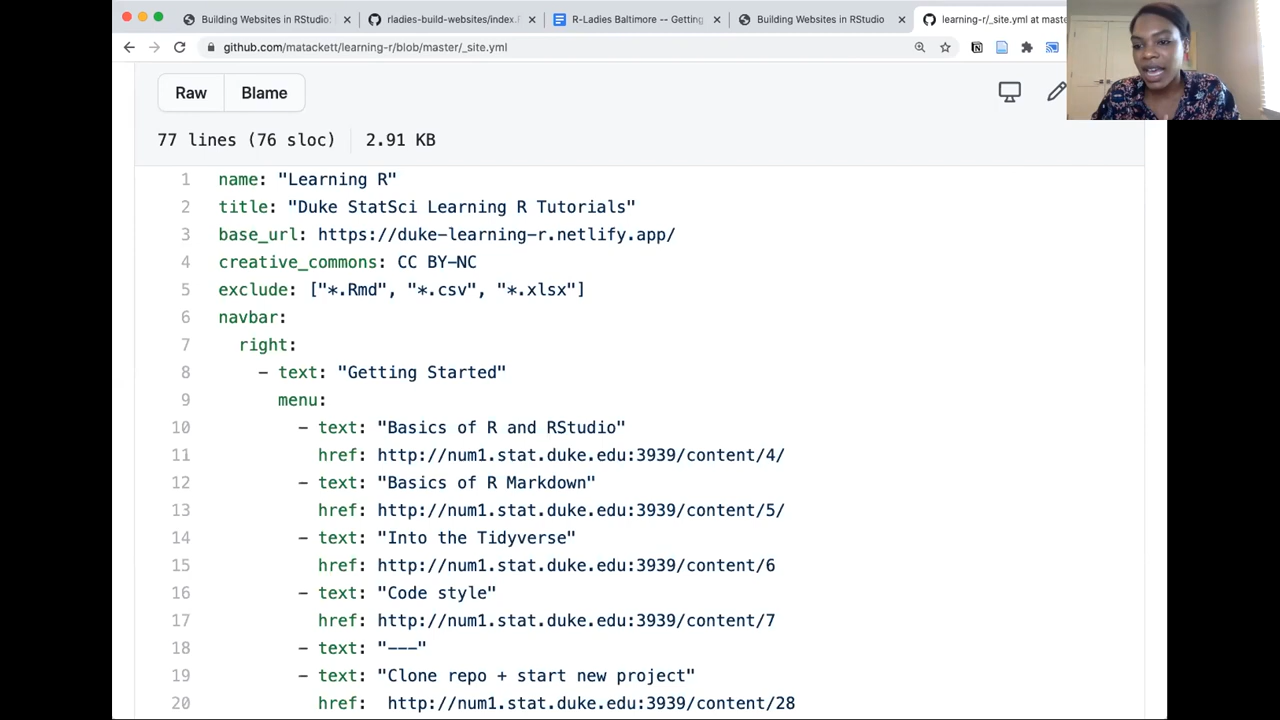 Building Websites in RStudio:
rladies-build-websites/index.
R-Ladies Baltimore -- Getting
Building Websites in RStudio
learning-r/_site.yml at maste
github.com/matackett/learning-r/blob/master/_site.yml
Raw
Blame
77 lines (76 sloc)
2.91 KB
1 name: "Learning R"
2 title: "Duke StatSci Learning R Tutorials"
3 base_url: https://duke-learning-r.netlify.app/
4 creative_commons: CC BY-NC
5 exclude: ["*.Rmd", "*.csv", "*.xlsx"]
6 navbar:
7 right:
8 - text: "Getting Started"
9 menu:
10 - text: "Basics of R and RStudio"
11 href: http://num1.stat.duke.edu:3939/content/4/
12 - text: "Basics of R Markdown"
13 href: http://num1.stat.duke.edu:3939/content/5/
14 - text: "Into the Tidyverse"
15 href: http://num1.stat.duke.edu:3939/content/6
16 - text: "Code style"
17 href: http://num1.stat.duke.edu:3939/content/7
18 - text: "---"
19 - text: "Clone repo + start new project"
20 href: http://num1.stat.duke.edu:3939/content/28